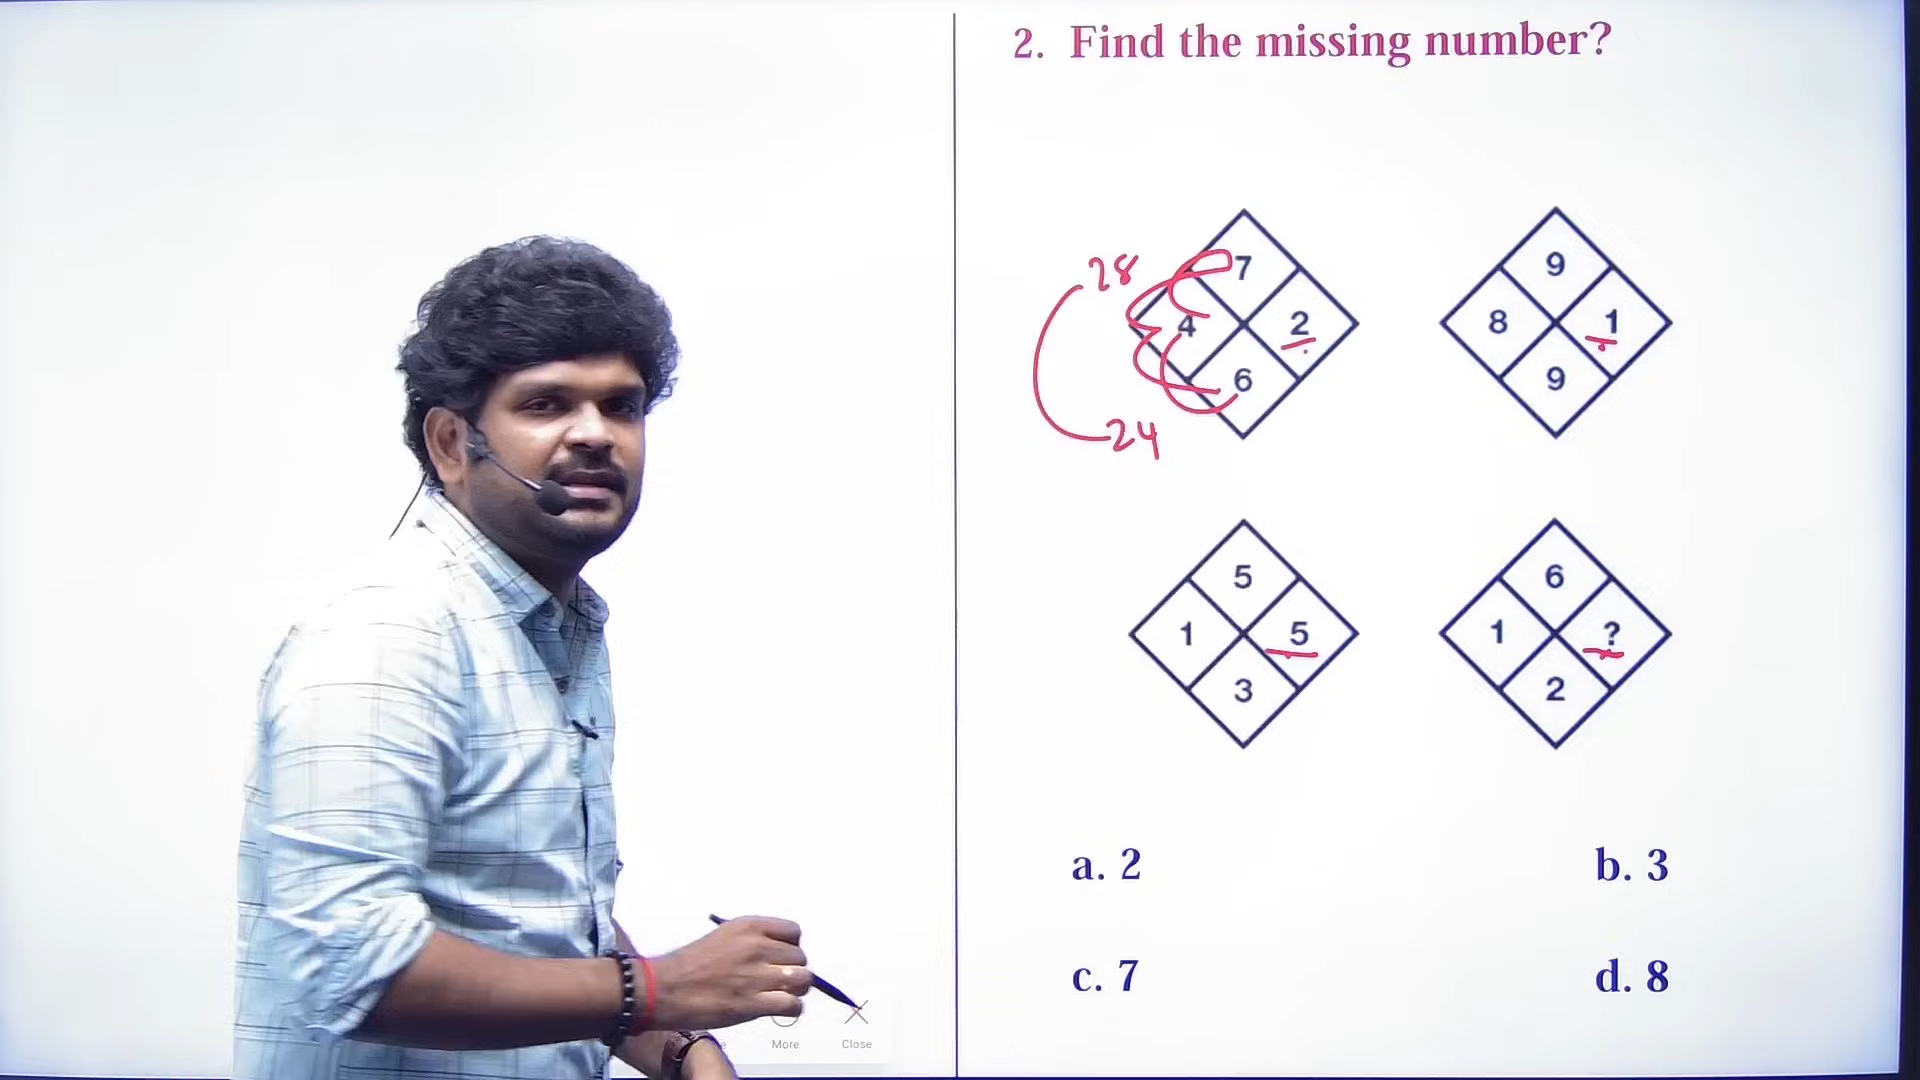 2. Find the missing number?
28
7
4
2
6
24
9
8
1
9
5
1
5
3
6
1
?
2
a. 2
b. 3
c. 7
d. 8
More
Close